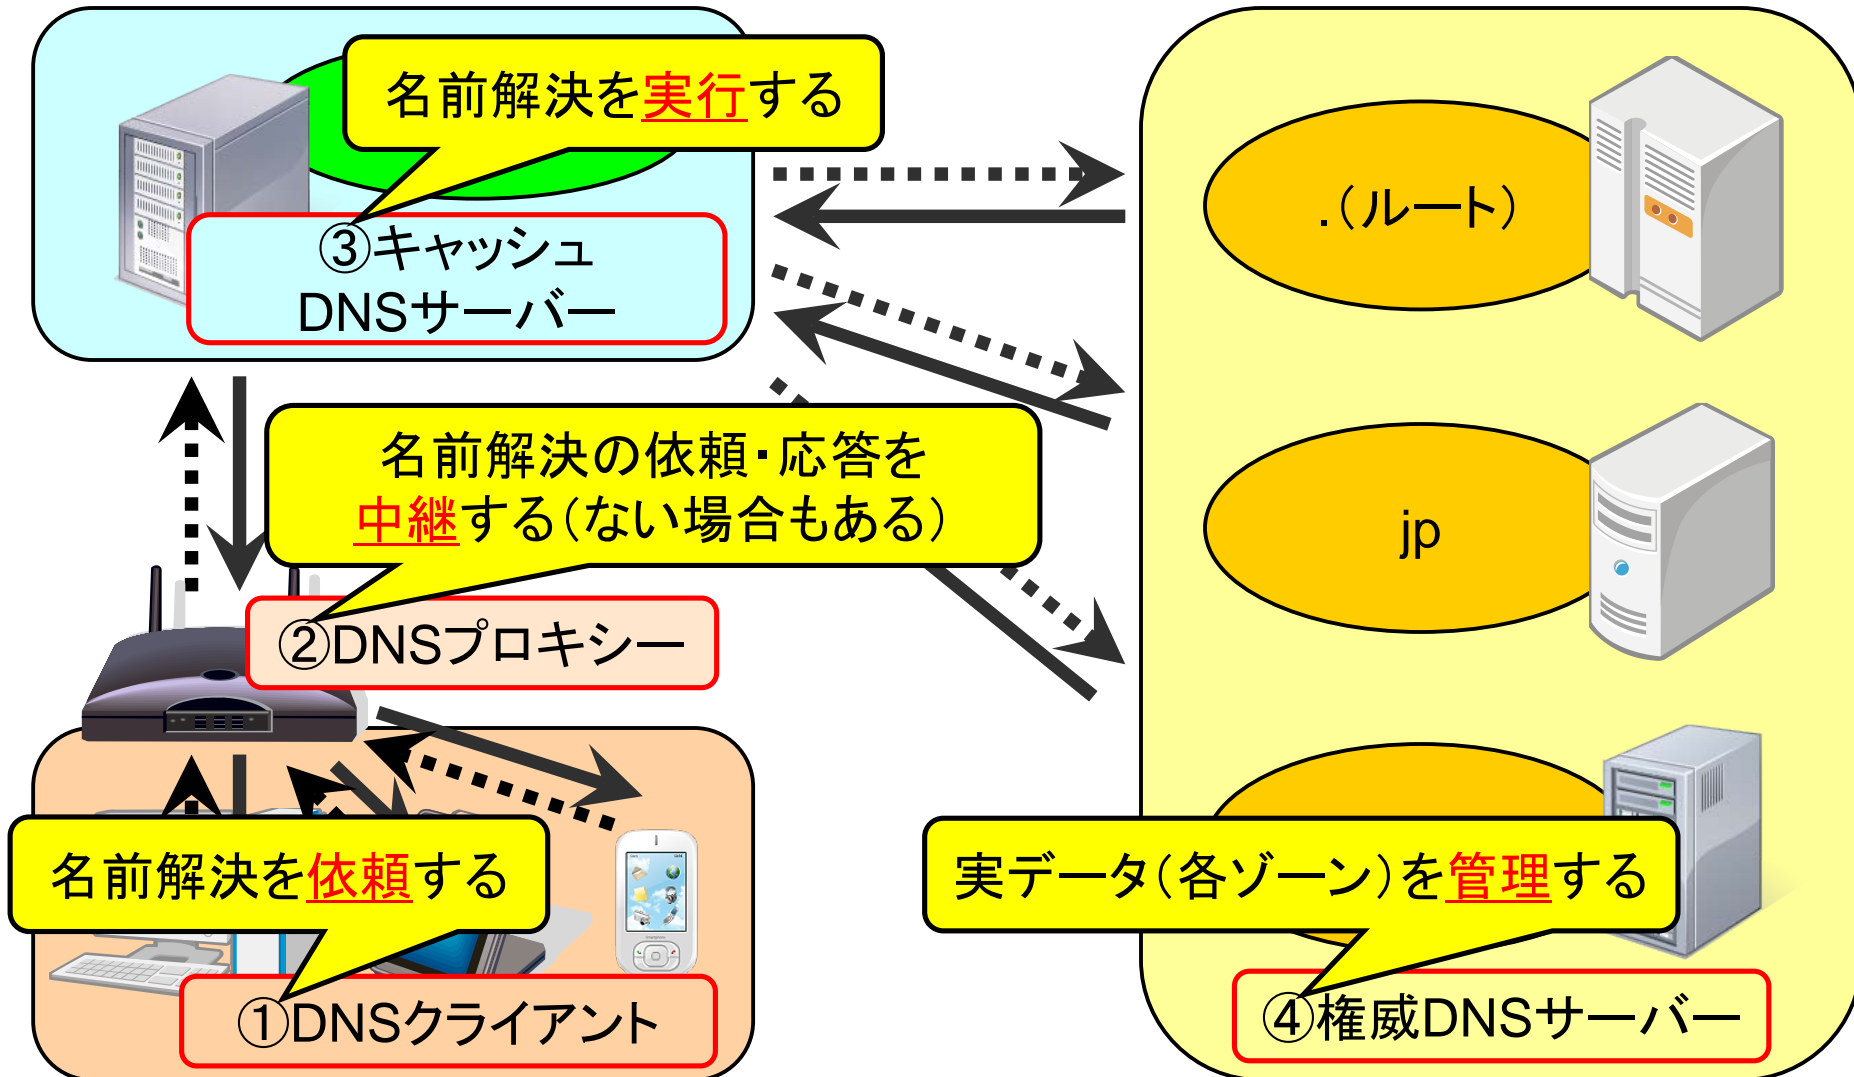 名前解決を実行する
③キャッシュ
DNSサーバー
.(ルート)
名前解決の依頼・応答を
中継する(ない場合もある)
jp
②DNSプロキシー
名前解決を依頼する
実データ(各ゾーン)を管理する
①DNSクライアント
④権威DNSサーバー